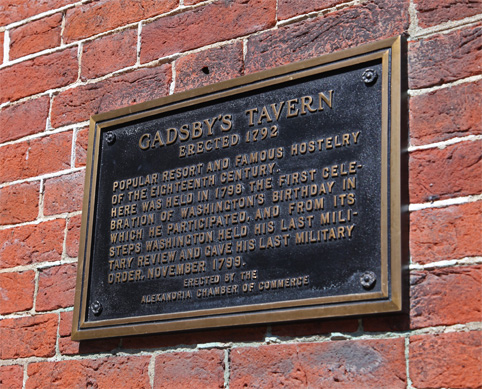 GADSBY'S TAVERN
ERECTED 1792
POPULAR RESORT AND FAMOUS HOSTELRY
OF THE EIGHTEENTH CENTURY.
HERE WAS HELD IN 1798 THE FIRST CELE-
BRATION OF WASHINGTON'S BIRTHDAY IN
WHICH HE PARTICIPATED, AND FROM ITS
STEPS WASHINGTON HELD HIS LAST MILI-
TARY REVIEW AND GAVE HIS LAST MILITARY
ORDER, NOVEMBER 1799.
ERECTED BY THE
ALEXANDRIA CHAMBER OF COMMERCE